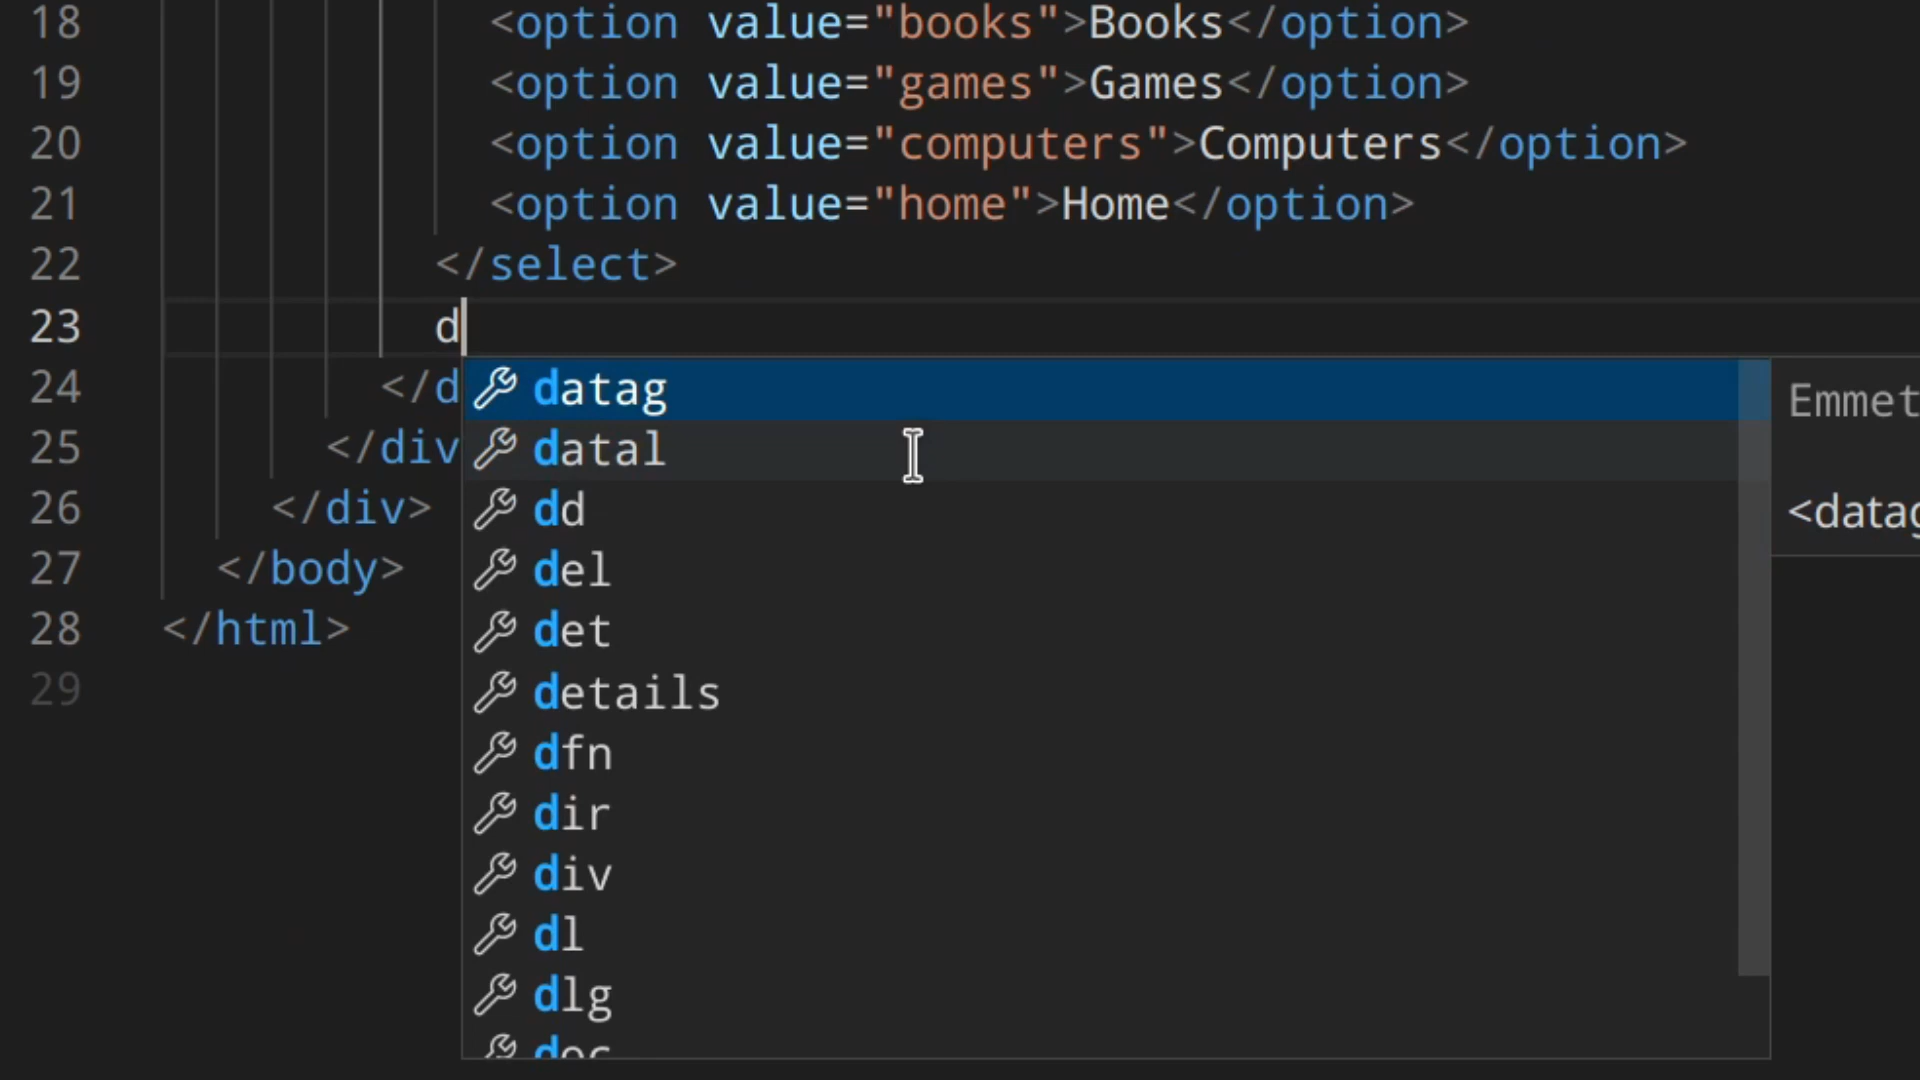 18 <option value="books">Books</option>
19 <option value="games">Games</option>
20 <option value="computers">Computers</option>
21 <option value="home">Home</option>
22 </select>
23 d
24 </d
25 </div
26 </div>
27 </body>
28 </html>
29
datag
datal
dd
del
det
details
dfn
dir
div
dl
dlg
Emmet
<datag